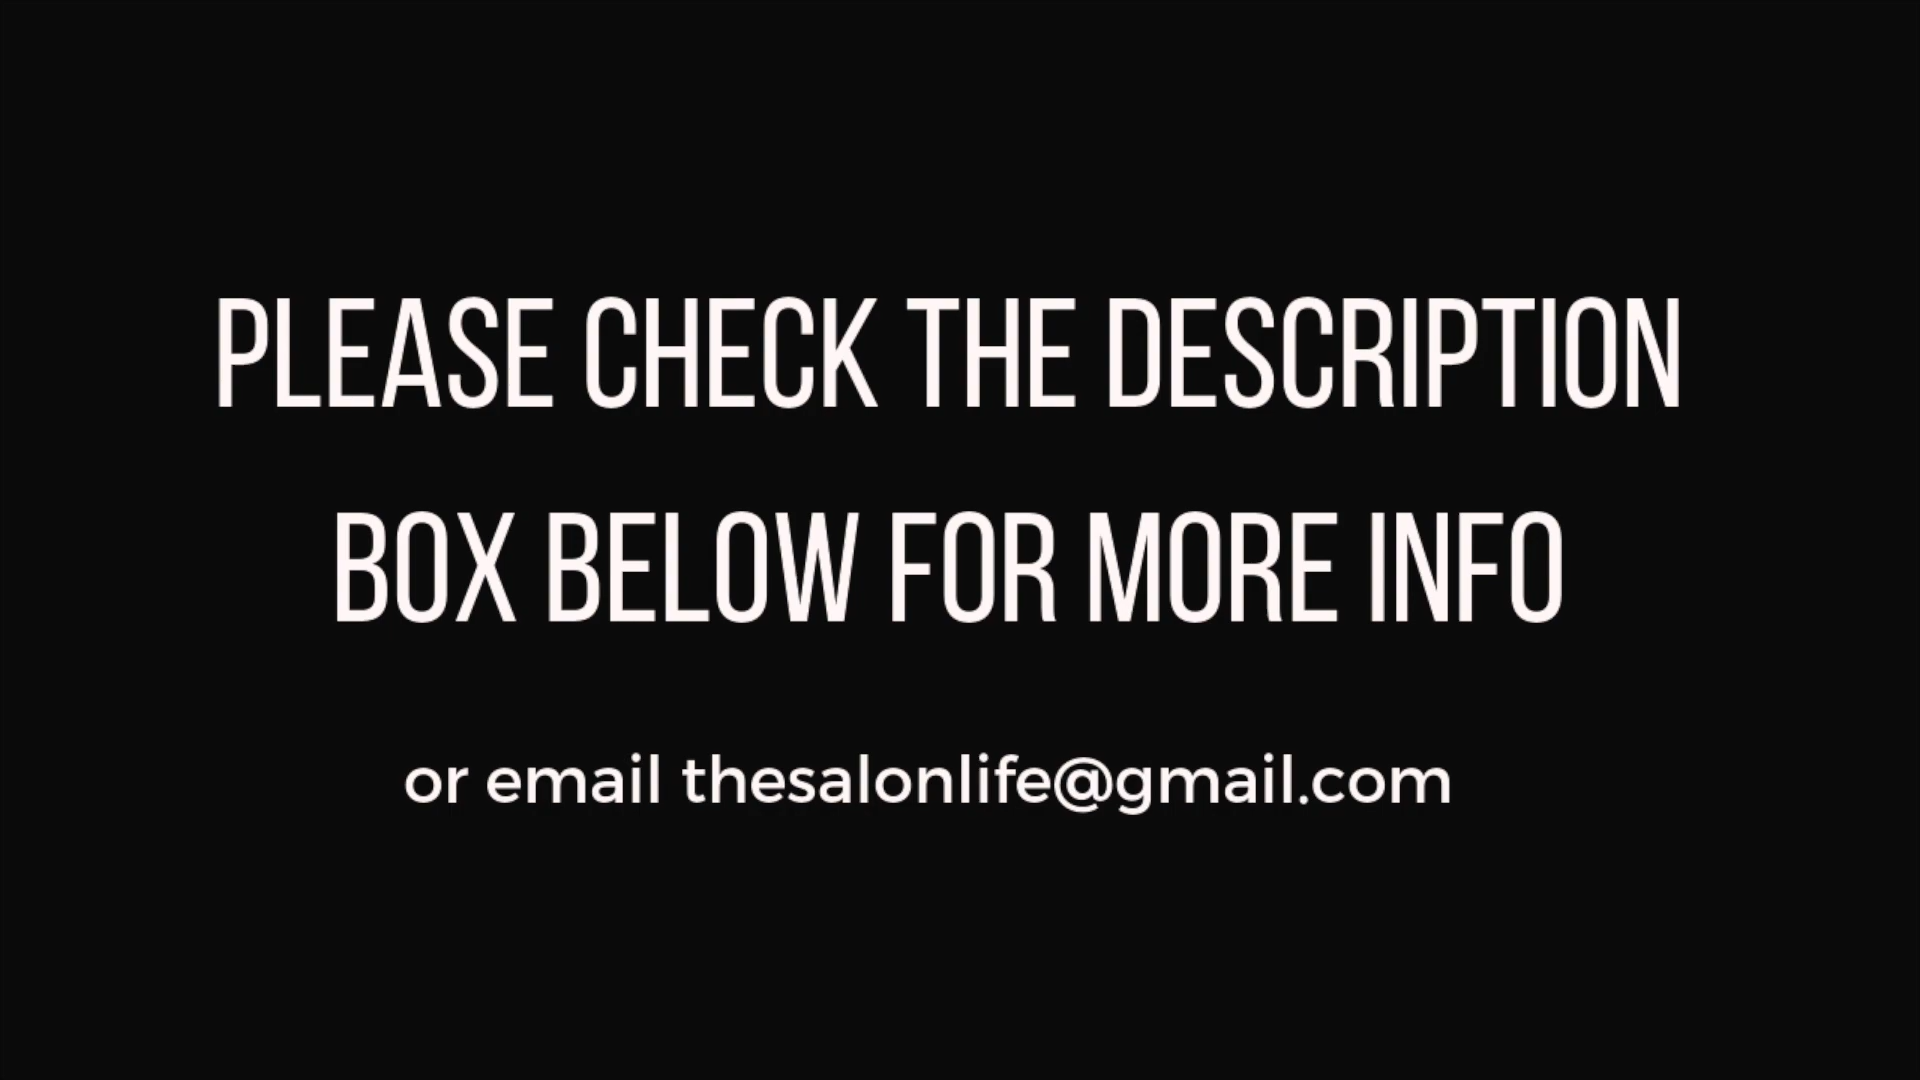 PLEASE CHECK THE DESCRIPTION
BOX BELOW FOR MORE INFO
or email thesalonlife@gmail.com